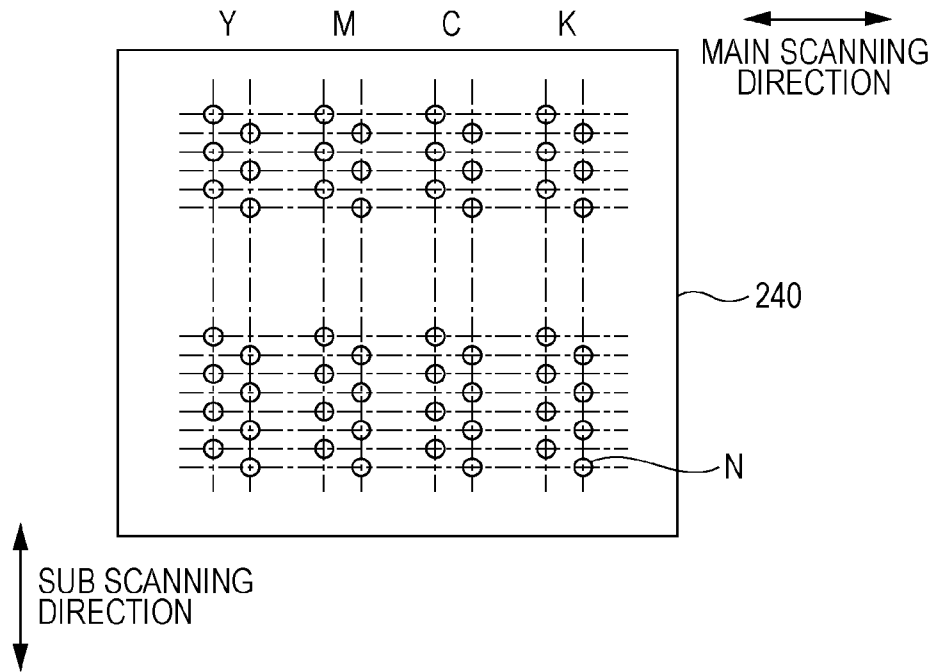 Y M C K
MAIN SCANNING
DIRECTION
240
N
SUB SCANNING
DIRECTION